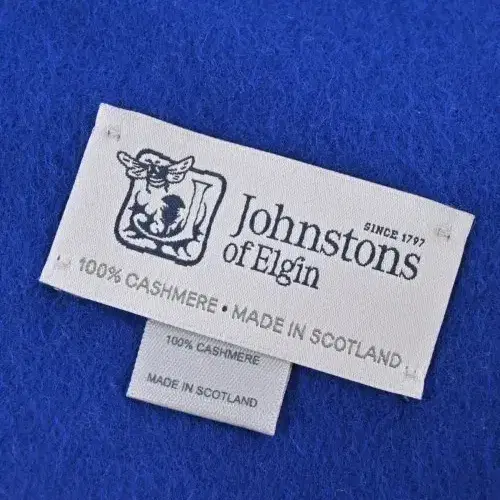 SINCE 1797
Johnstons
of Elgin
100% CASHMERE • MADE IN SCOTLAND
100% CASHMERE
MADE IN SCOTLAND